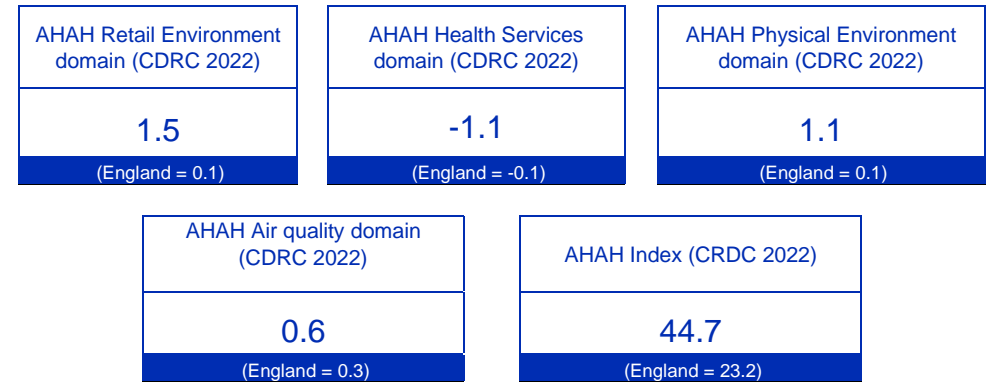 AHAH Retail Environment
domain (CDRC 2022)
1.5
(England = 0.1)
AHAH Health Services
domain (CDRC 2022)
-1.1
(England = -0.1)
AHAH Physical Environment
domain (CDRC 2022)
1.1
(England = 0.1)
AHAH Air quality domain
(CDRC 2022)
0.6
(England = 0.3)
AHAH Index (CRDC 2022)
44.7
(England = 23.2)